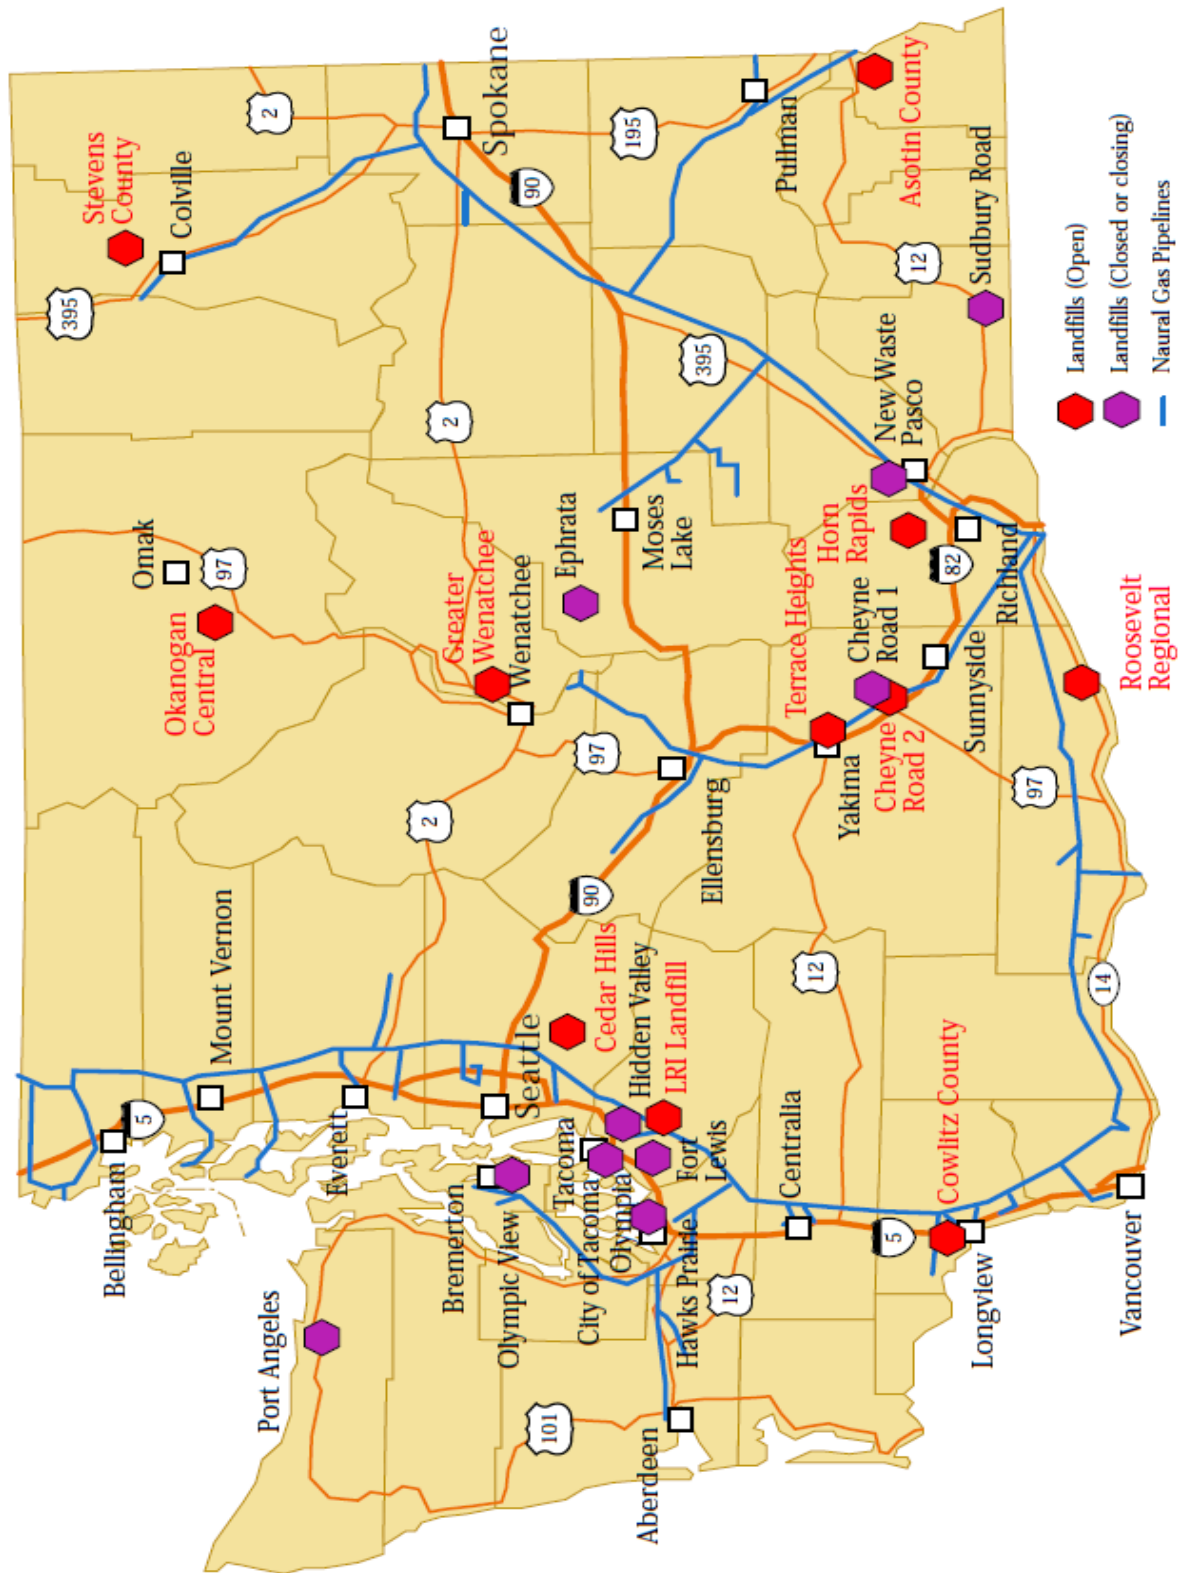 Bellingham
5
Mount Vernon
Omak
97
Okanogan
Central
395
Stevens
County
Colville
2
Port Angeles
Everett
2
Greater
Wenatchee
Wenatchee
2
Spokane
Bremerton
Olympic View
Seattle
101
90
97
Ephrata
90
Tacoma
City of Tacoma
Cedar Hills
Hidden Valley
LRI Landfill
Moses
Lake
195
Aberdeen
Olympia
Hawks Prairie
Fort
Lewis
Ellensburg
395
Pullman
12
Centralia
12
Yakima
Terrace Heights
Cheyne
Road 1
Cheyne
Road 2
Horn
Rapids
New Waste
Pasco
12
Asotin County
5
Cowlitz County
Longview
Sunnyside
82
Richland
Sudbury Road
97
14
Vancouver
Roosevelt
Regional
Landfills (Open)
Landfills (Closed or closing)
Naural Gas Pipelines